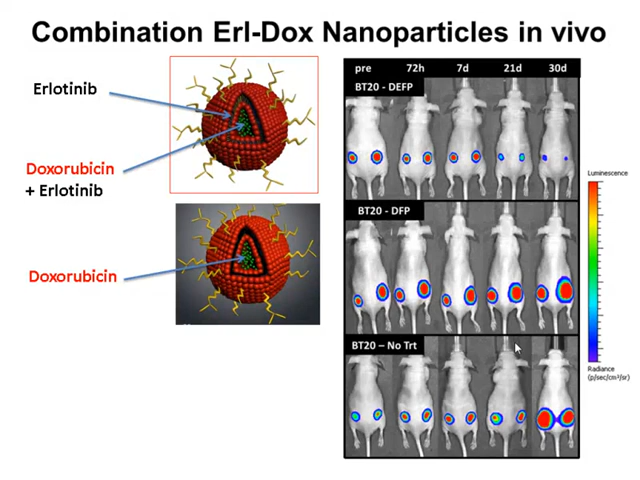 Combination Erl-Dox Nanoparticles in vivo
Erlotinib
Doxorubicin
+ Erlotinib
Doxorubicin
pre 72h 7d 21d 30d
BT20 - DEFP
BT20 - DFP
BT20 – No Trt
Luminescence
Radiance
(p/sec/cm²/sr)